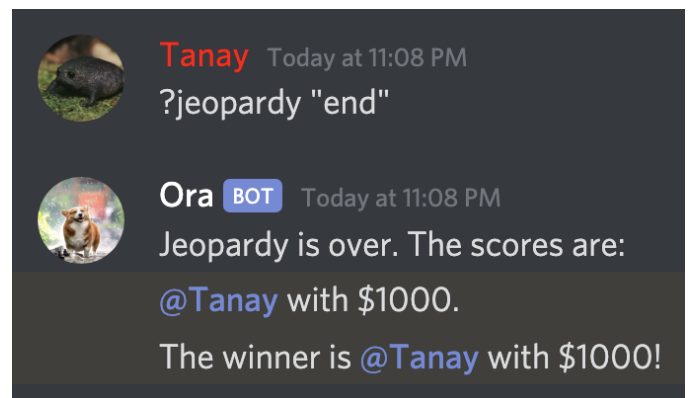 Tanay Today at 11:08 PM
?jeopardy "end"
Ora BOT Today at 11:08 PM
Jeopardy is over. The scores are:
@Tanay with $1000.
The winner is @Tanay with $1000!